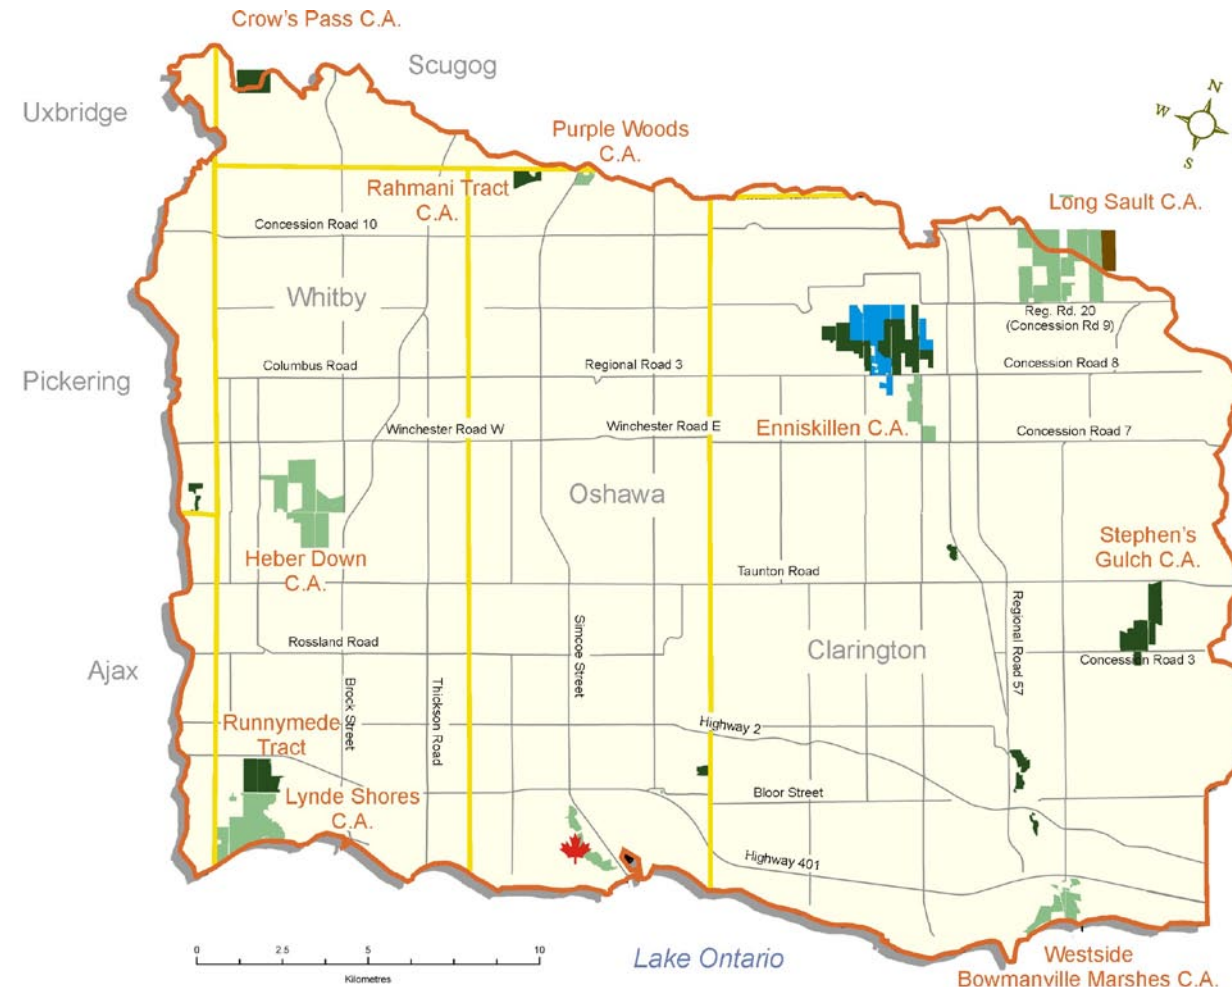 Crow's Pass C.A.
Scugog
Uxbridge
N
W
S
Purple Woods
C.A.
Rahmani Tract
C.A.
Long Sault C.A.
Concession Road 10
Whitby
Reg. Rd. 20
(Concession Rd 9)
Columbus Road
Regional Road 3
Concession Road 8
Pickering
Winchester Road W
Winchester Road E
Enniskillen C.A.
Concession Road 7
Oshawa
Heber Down
C.A.
Stephen's
Gulch C.A.
Taunton Road
Rossland Road
Simcoe Street
Regional Road 57
Clarington
Concession Road 3
Ajax
Brock Street
Thickson Road
Runnymede
Tract
Highway 2
Lynde Shores
C.A.
Bloor Street
Highway 401
0 2.5 5 10
Kilometres
Lake Ontario
Westside
Bowmanville Marshes C.A.